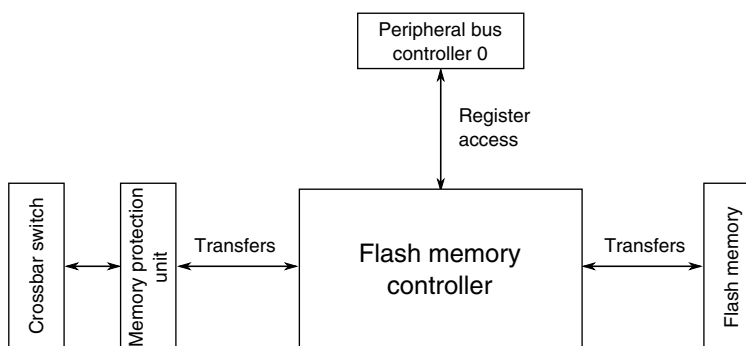 Peripheral bus
controller 0
Register
access
Crossbar switch
Memory protection
unit
Transfers
Flash memory
controller
Transfers
Flash memory